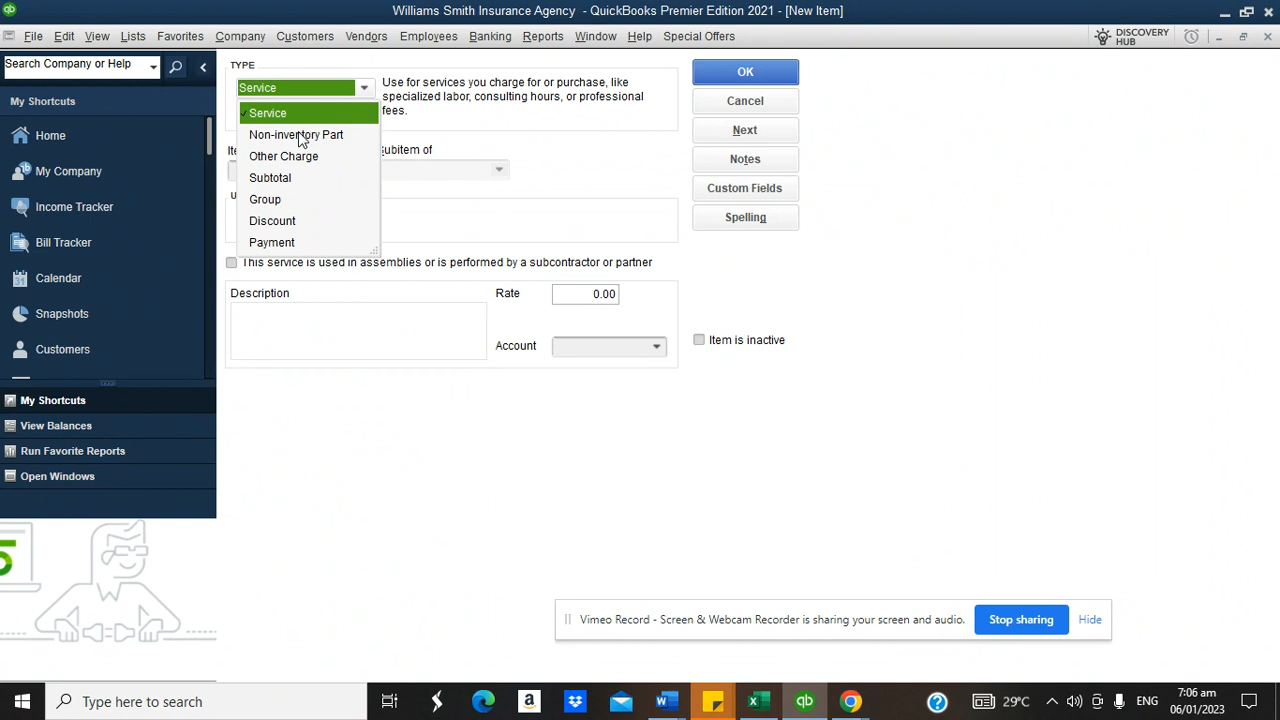 Williams Smith Insurance Agency - QuickBooks Premier Edition 2021 - [New Item]
File Edit View Lists Favorites Company Customers Vendors Employees Banking Reports Window Help Special Offers
DISCOVERY
HUB
Search Company or Help
My Shortcuts
Home
My Company
Income Tracker
Bill Tracker
Calendar
Snapshots
Customers
My Shortcuts
View Balances
Run Favorite Reports
Open Windows
TYPE
Service
Use for services you charge for or purchase, like
specialized labor, consulting hours, or professional
fees.
Service
Non-inventory Part
Other Charge
Subtotal
Group
Discount
Payment
ubitem of
This service is used in assemblies or is performed by a subcontractor or partner
Description
Rate 0.00
Account
OK
Cancel
Next
Notes
Custom Fields
Spelling
Item is inactive
Vimeo Record - Screen & Webcam Recorder is sharing your screen and audio. Stop sharing Hide
Type here to search
29°C
ENG
7:06 am
06/01/2023